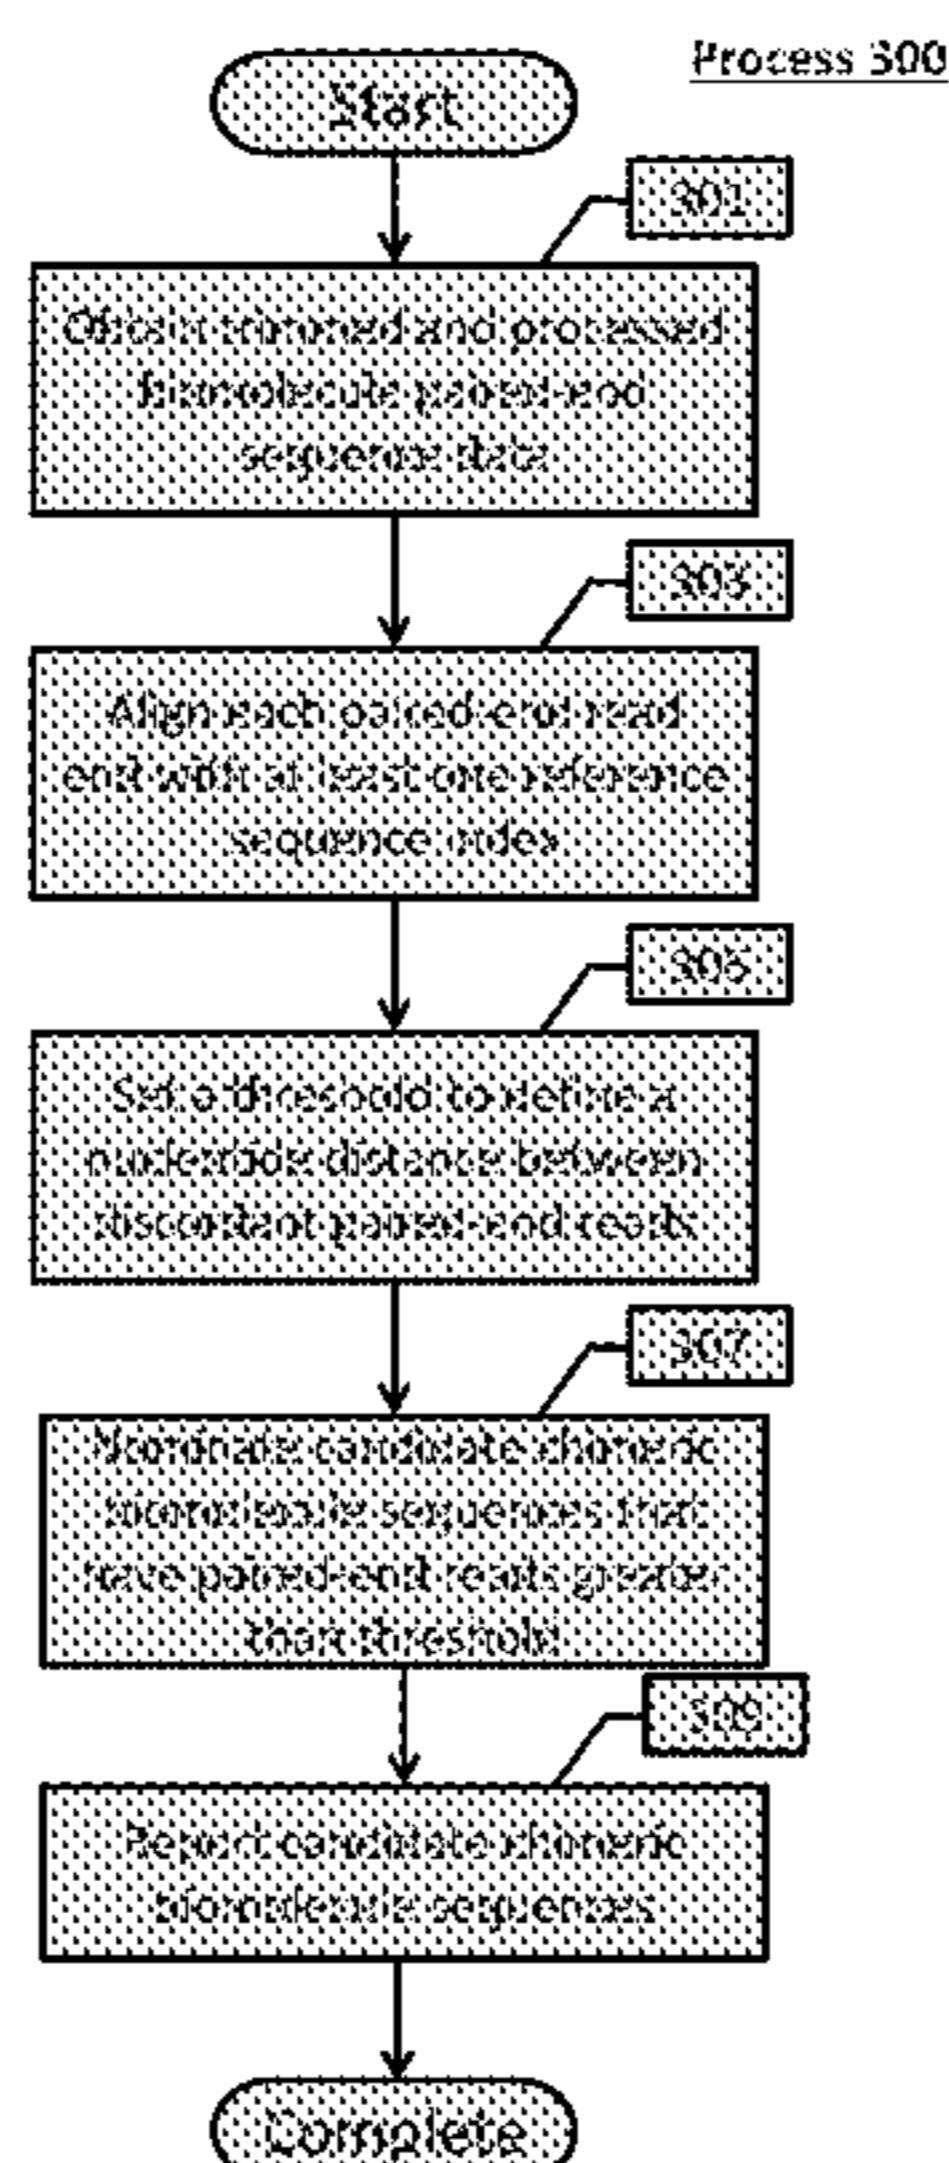 Process 300
Start
301
Obtain trimmed and processed
biomolecule paired-end
sequence data
303
Align each paired-end read
end with at least one reference
sequence index
305
Set a threshold to define a
nucleotide distance between
discordant paired-end reads
307
Nominate candidate chimeric
biomolecule sequences that
have paired-end reads greater
than threshold
309
Report candidate chimeric
biomolecule sequences
Complete